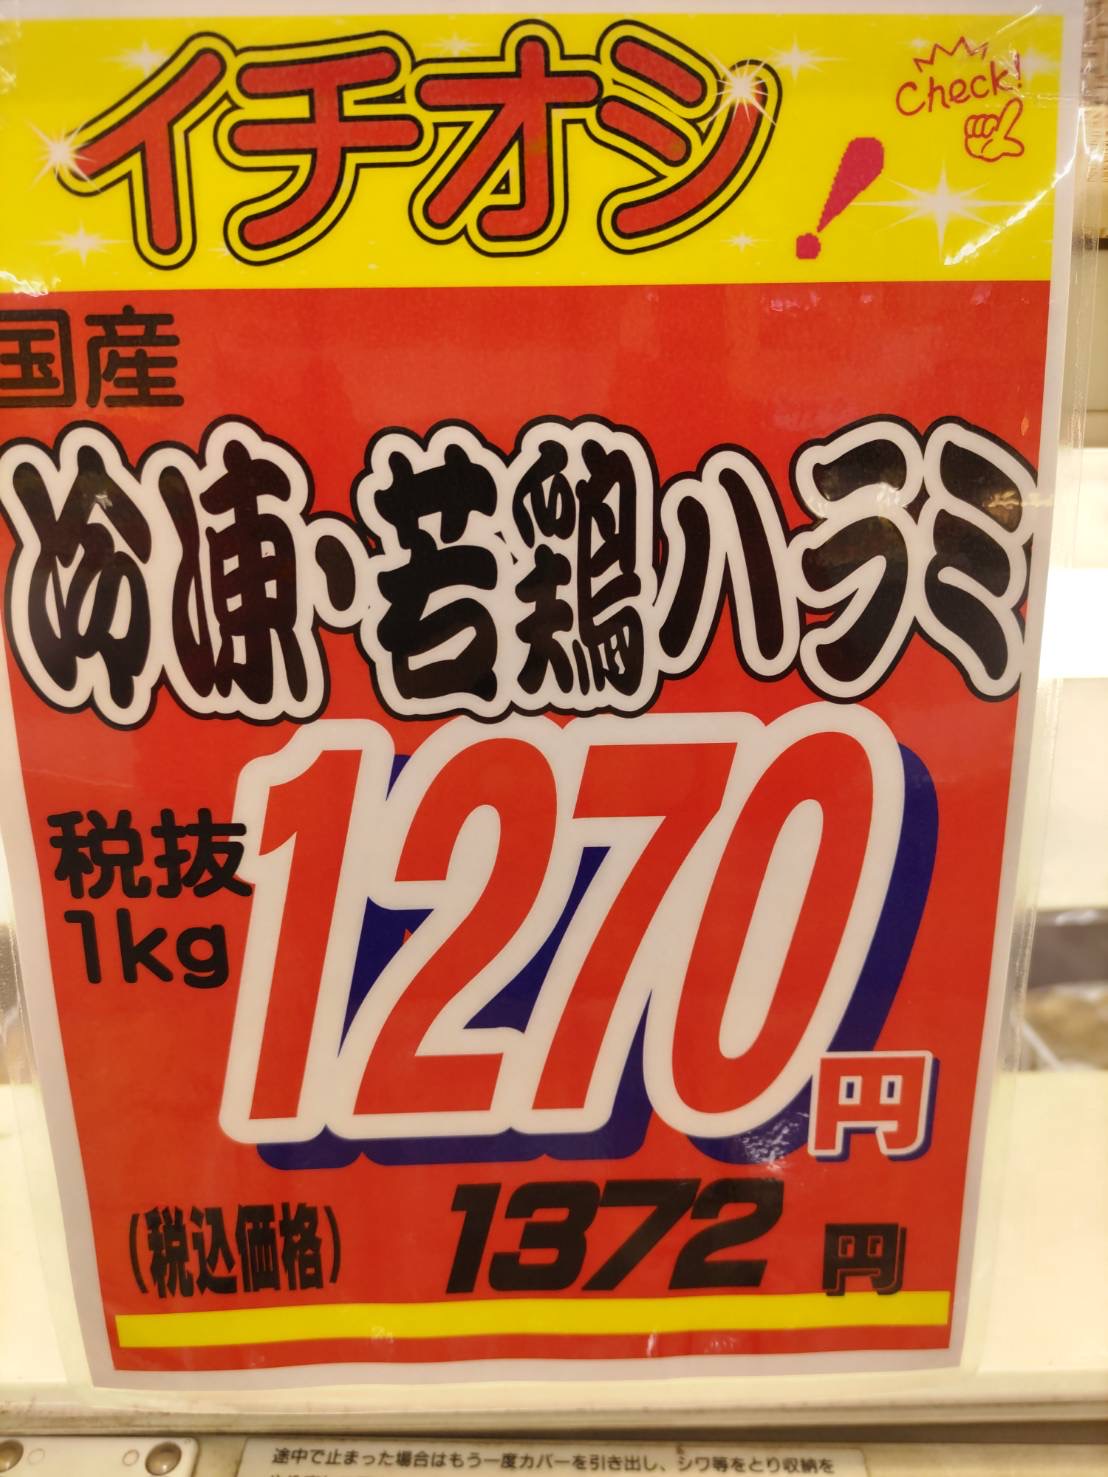 イチオシ!
Check!
国産
冷凍・若鶏ハラミ
税抜
1kg
1270円
(税込価格) 1372円
途中で止まった場合はもう一度カバーを引き出し、シワ等をとり収納を